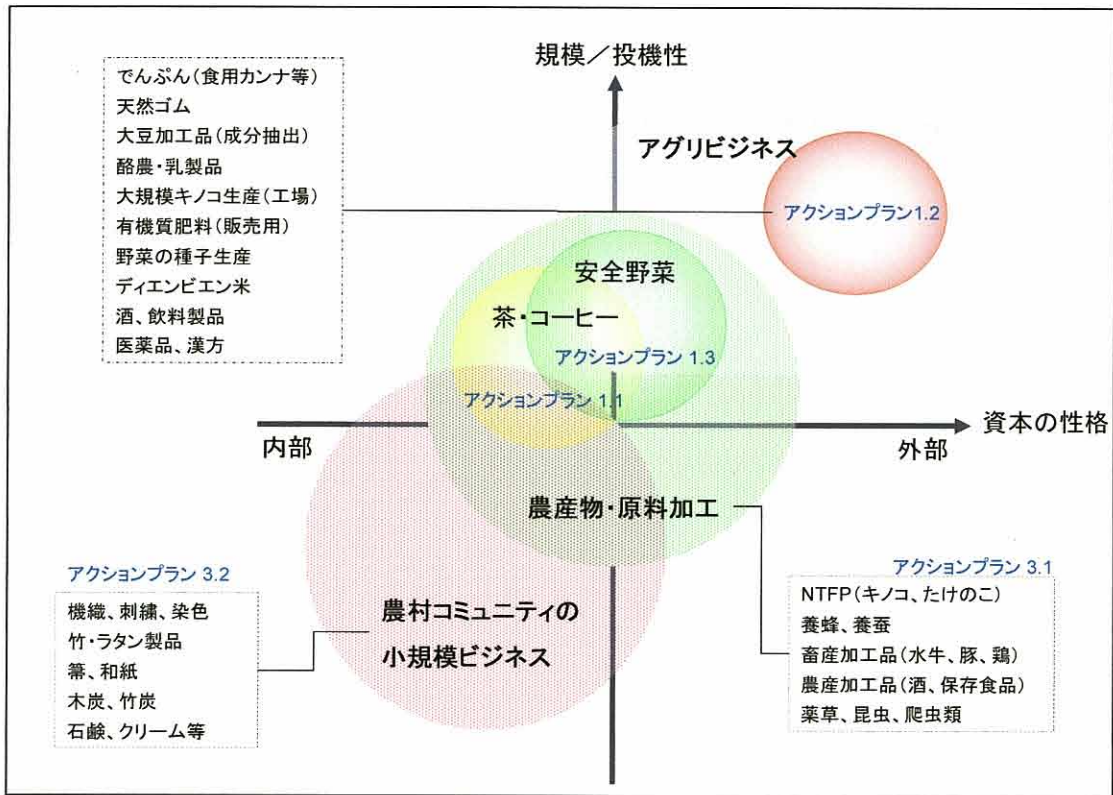 規模／投機性
でんぷん(食用カンナ等)
天然ゴム
大豆加工品(成分抽出)
酪農・乳製品
大規模キノコ生産(工場)
有機質肥料(販売用)
野菜の種子生産
ディエンビエン米
酒、飲料製品
医薬品、漢方
アグリビジネス
アクションプラン1.2
安全野菜
茶・コーヒー
アクションプラン 1.3
アクションプラン 1.1
内部
外部
資本の性格
農産物・原料加工
アクションプラン 3.2
機織、刺繍、染色
竹・ラタン製品
箒、和紙
木炭、竹炭
石鹸、クリーム等
農村コミュニティの
小規模ビジネス
アクションプラン 3.1
NTFP(キノコ、たけのこ)
養蜂、養蚕
畜産加工品(水牛、豚、鶏)
農産加工品(酒、保存食品)
薬草、昆虫、爬虫類